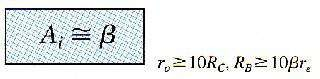 A_i ≅ β
r_o ≥ 10R_C, R_B ≥ 10βr_e